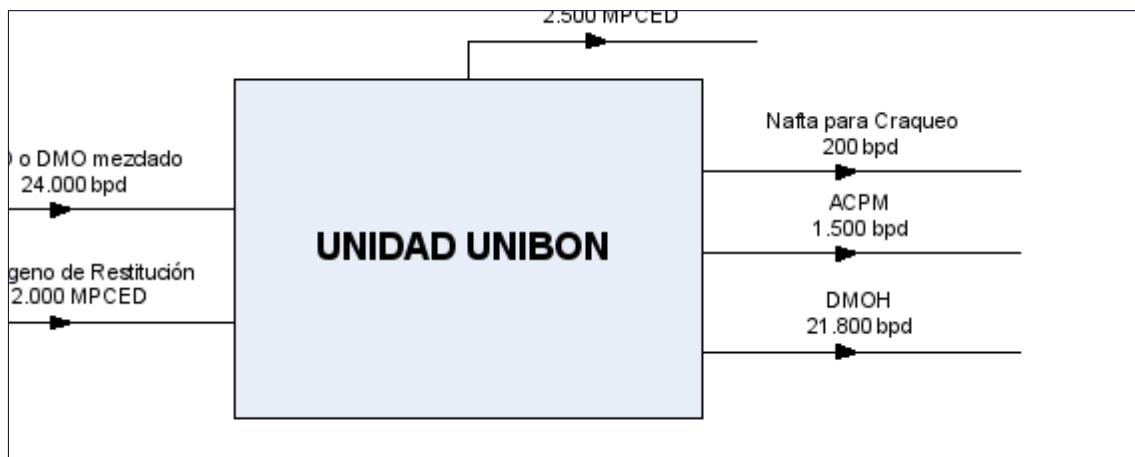 2.500 MPCED
o DMO mezclado
24.000 bpd
geno de Restitución
2.000 MPCED
UNIDAD UNIBON
Nafta para Craqueo
200 bpd
ACPM
1.500 bpd
DMOH
21.800 bpd